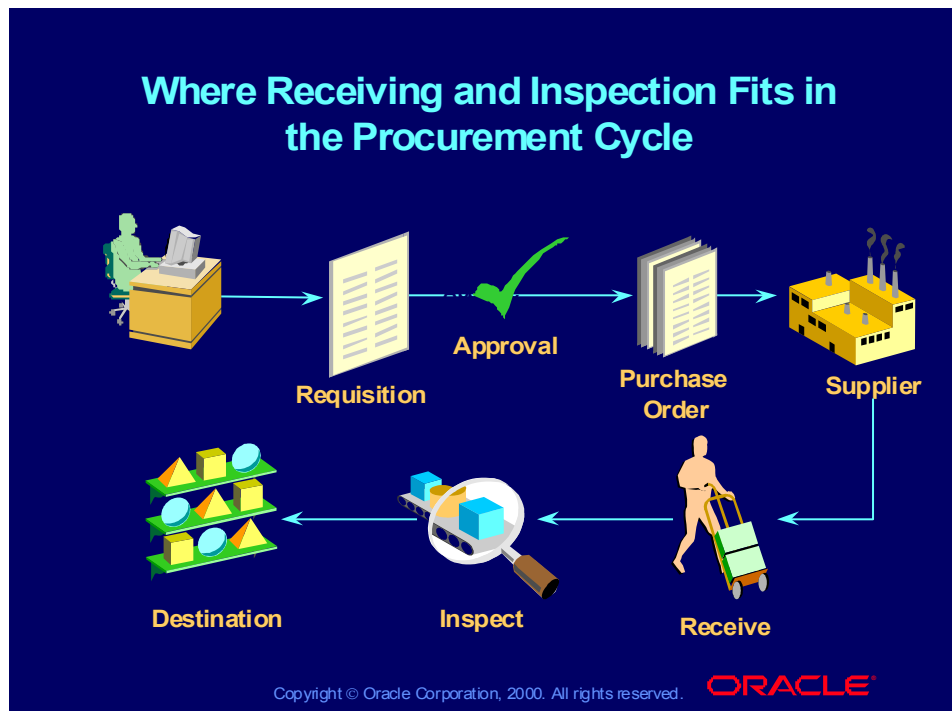 Where Receiving and Inspection Fits in
the Procurement Cycle
Requisition
Approval
Purchase
Order
Supplier
Destination
Inspect
Receive
Copyright © Oracle Corporation, 2000. All rights reserved.
ORACLE®